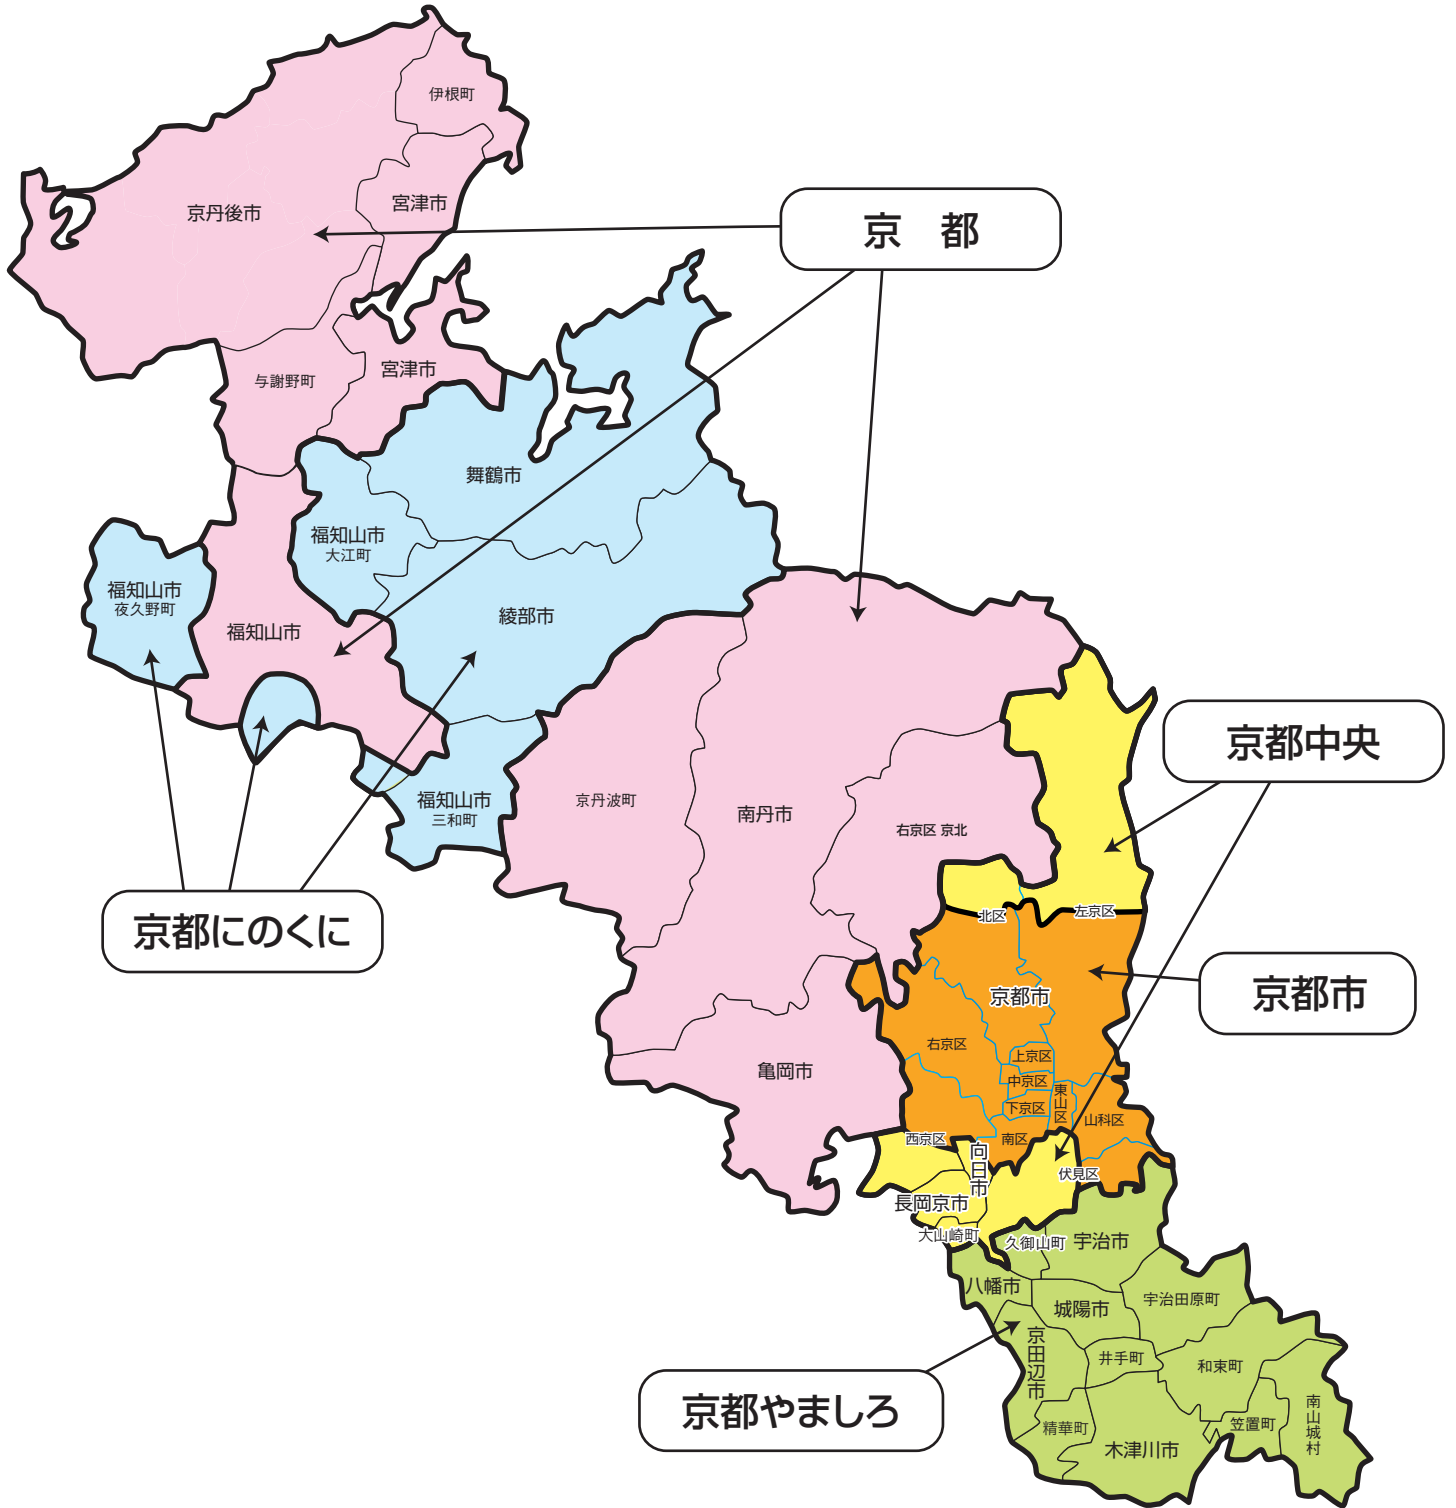 伊根町
宮津市
京丹後市
京　都
宮津市
与謝野町
舞鶴市
福知山市
大江町
福知山市
夜久野町
綾部市
福知山市
京都中央
福知山市
三和町
京丹波町
南丹市
右京区 京北
京都にのくに
北区
左京区
京都市
京都市
右京区
上京区
亀岡市
中京区
東山区
下京区
山科区
西京区
南区
向日市
伏見区
長岡京市
大山崎町
久御山町
宇治市
八幡市
城陽市
宇治田原町
京田辺市
井手町
和束町
京都やましろ
南山城村
精華町
笠置町
木津川市